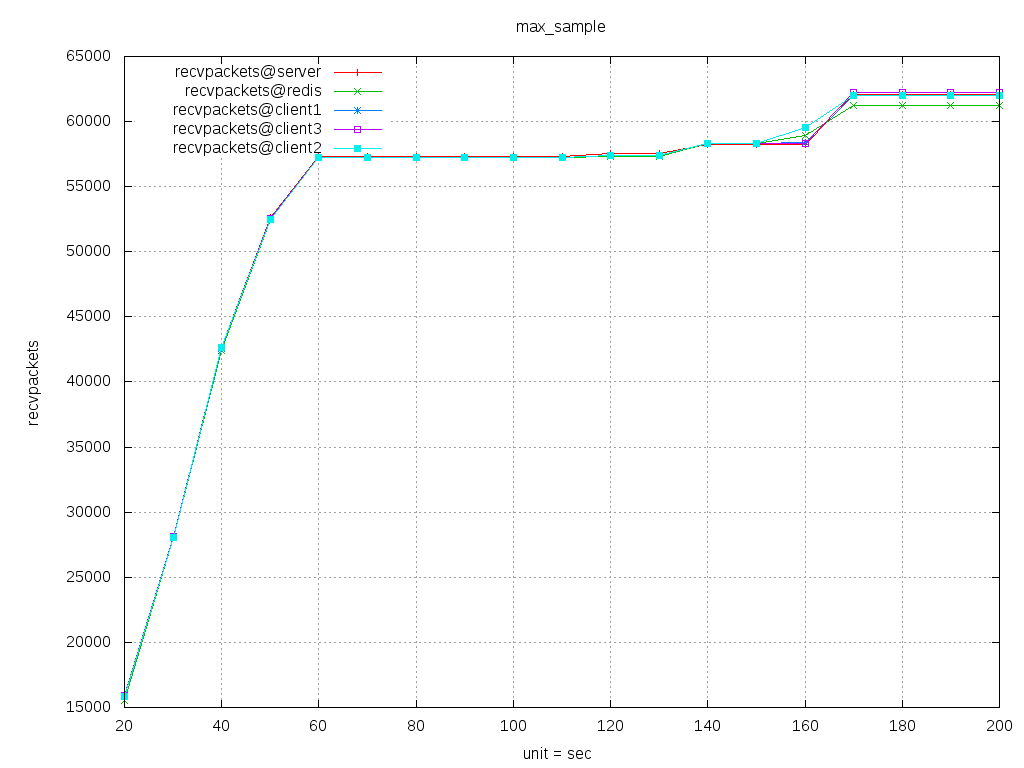 max_sample
65000
60000
55000
50000
45000
40000
35000
30000
25000
20000
15000
recvpackets
recvpackets@server
recvpackets@redis
recvpackets@client1
recvpackets@client3
recvpackets@client2
20 40 60 80 100 120 140 160 180 200
unit = sec